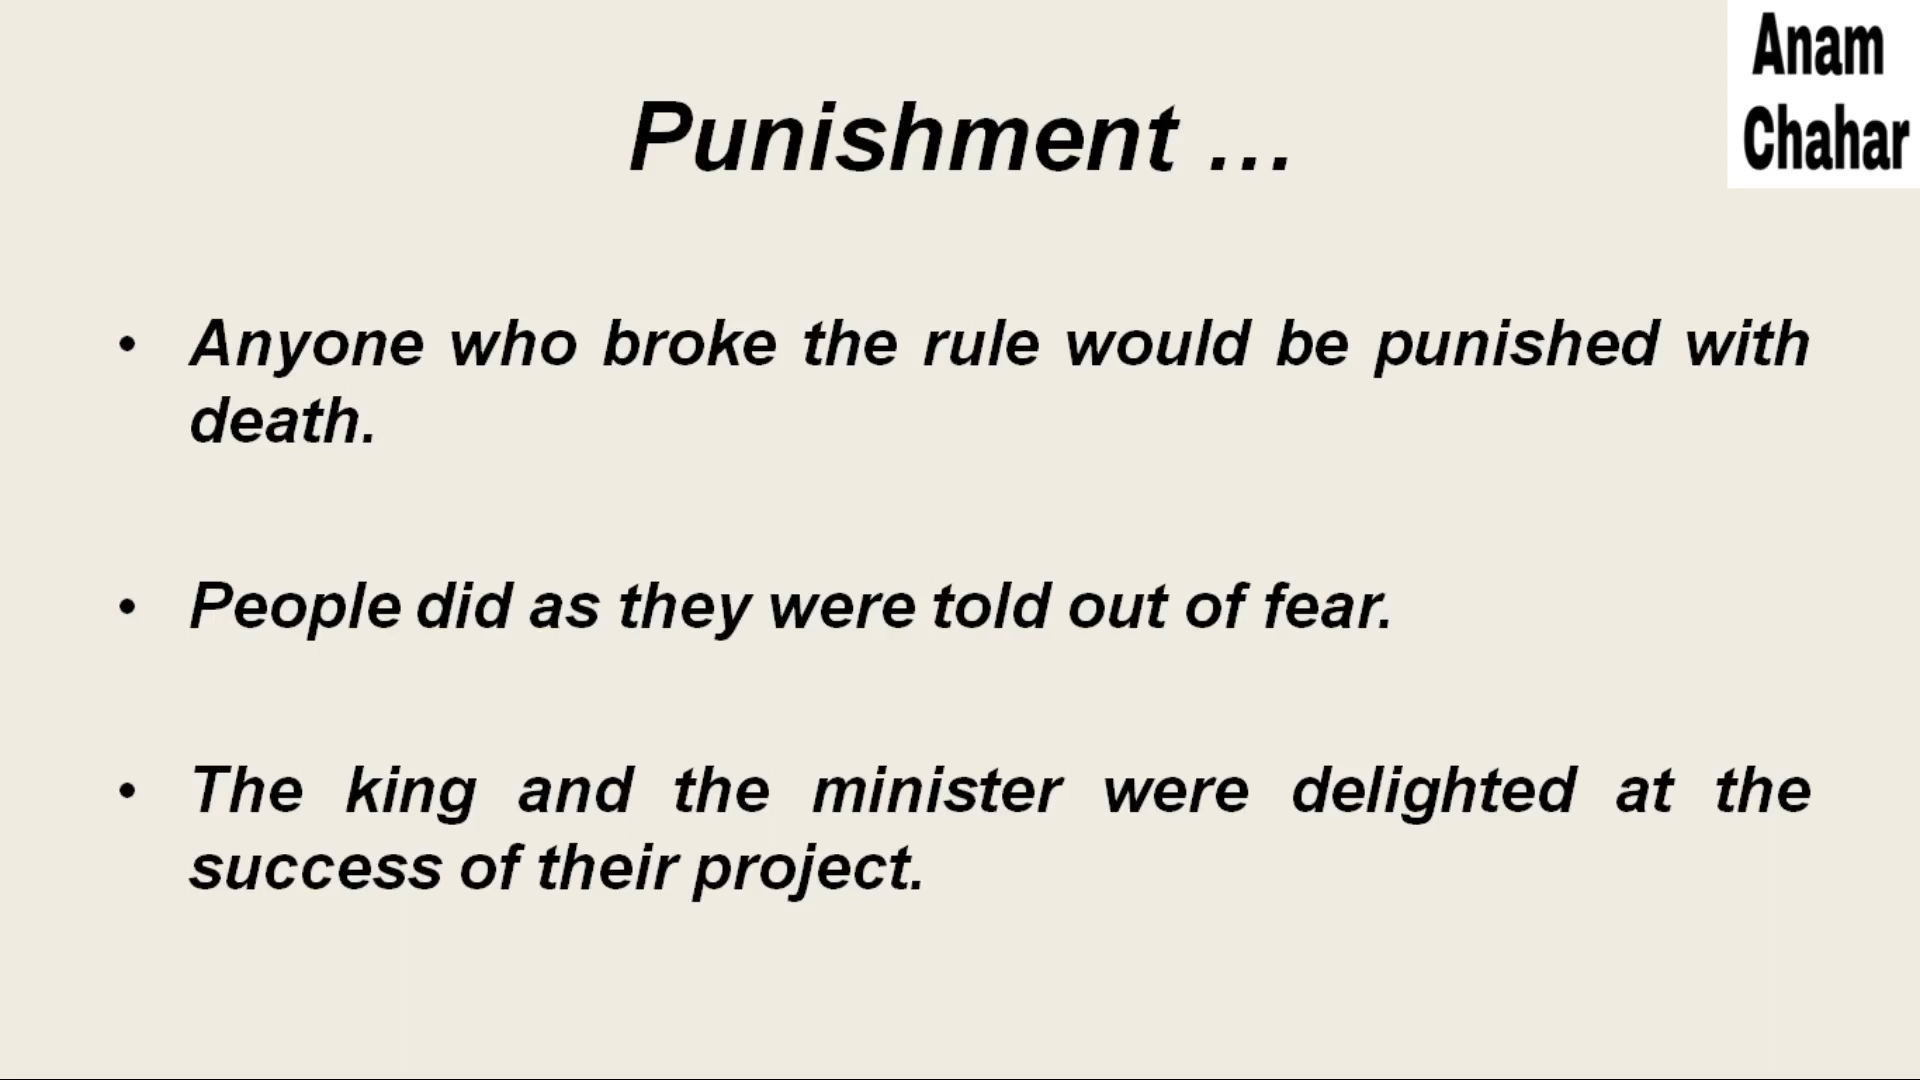 Anam
Chahar
Punishment ...
• Anyone who broke the rule would be punished with
death.
• People did as they were told out of fear.
• The king and the minister were delighted at the
success of their project.